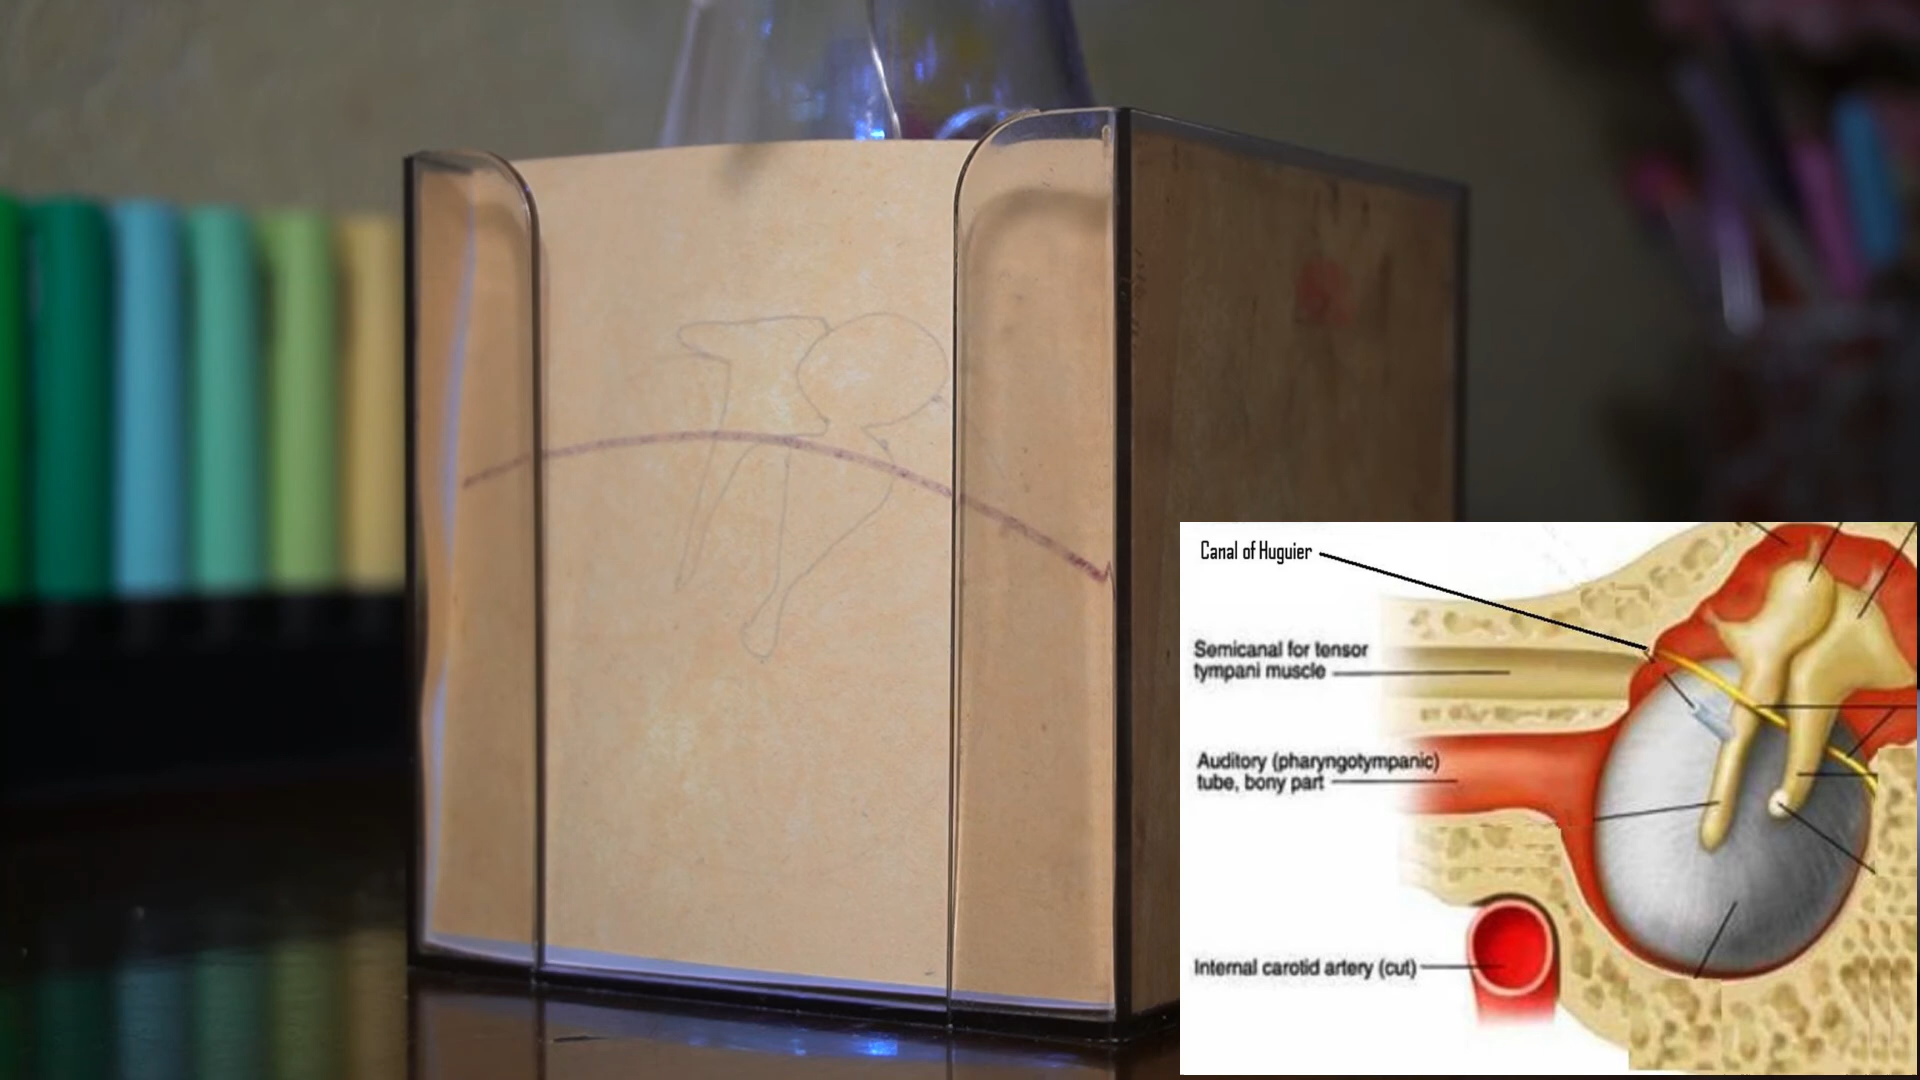 Canal of Huguier
Semicanal for tensor
tympani muscle
Auditory (pharyngotympanic)
tube, bony part
Internal carotid artery (cut)